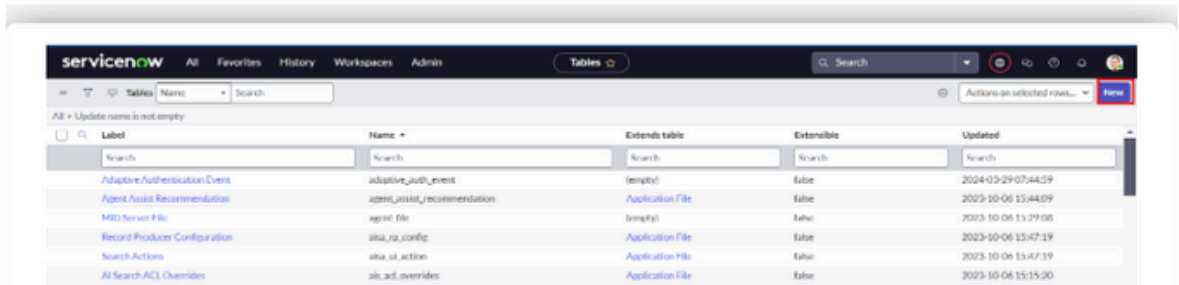 servicenow All Favorites History Workspaces Admin Tables Search
Tables Name Search Actions on selected rows... New
All > Update name is not empty
Label Name Extends table Extensible Updated
Search Search Search Search Search
Adaptive Authentication Event adaptive_auth_event (empty) false 2024-03-29 07:44:59
Agent Assist Recommendation agent_assist_recommendation Application File false 2023-10-06 15:44:09
MID Server File agent_file (empty) false 2023-10-06 15:29:08
Record Producer Configuration aisa_rp_config Application File false 2023-10-06 15:47:19
Search Actions aisa_ui_action Application File false 2023-10-06 15:47:19
AI Search ACL Overrides ais_acl_overrides Application File false 2023-10-06 15:15:20